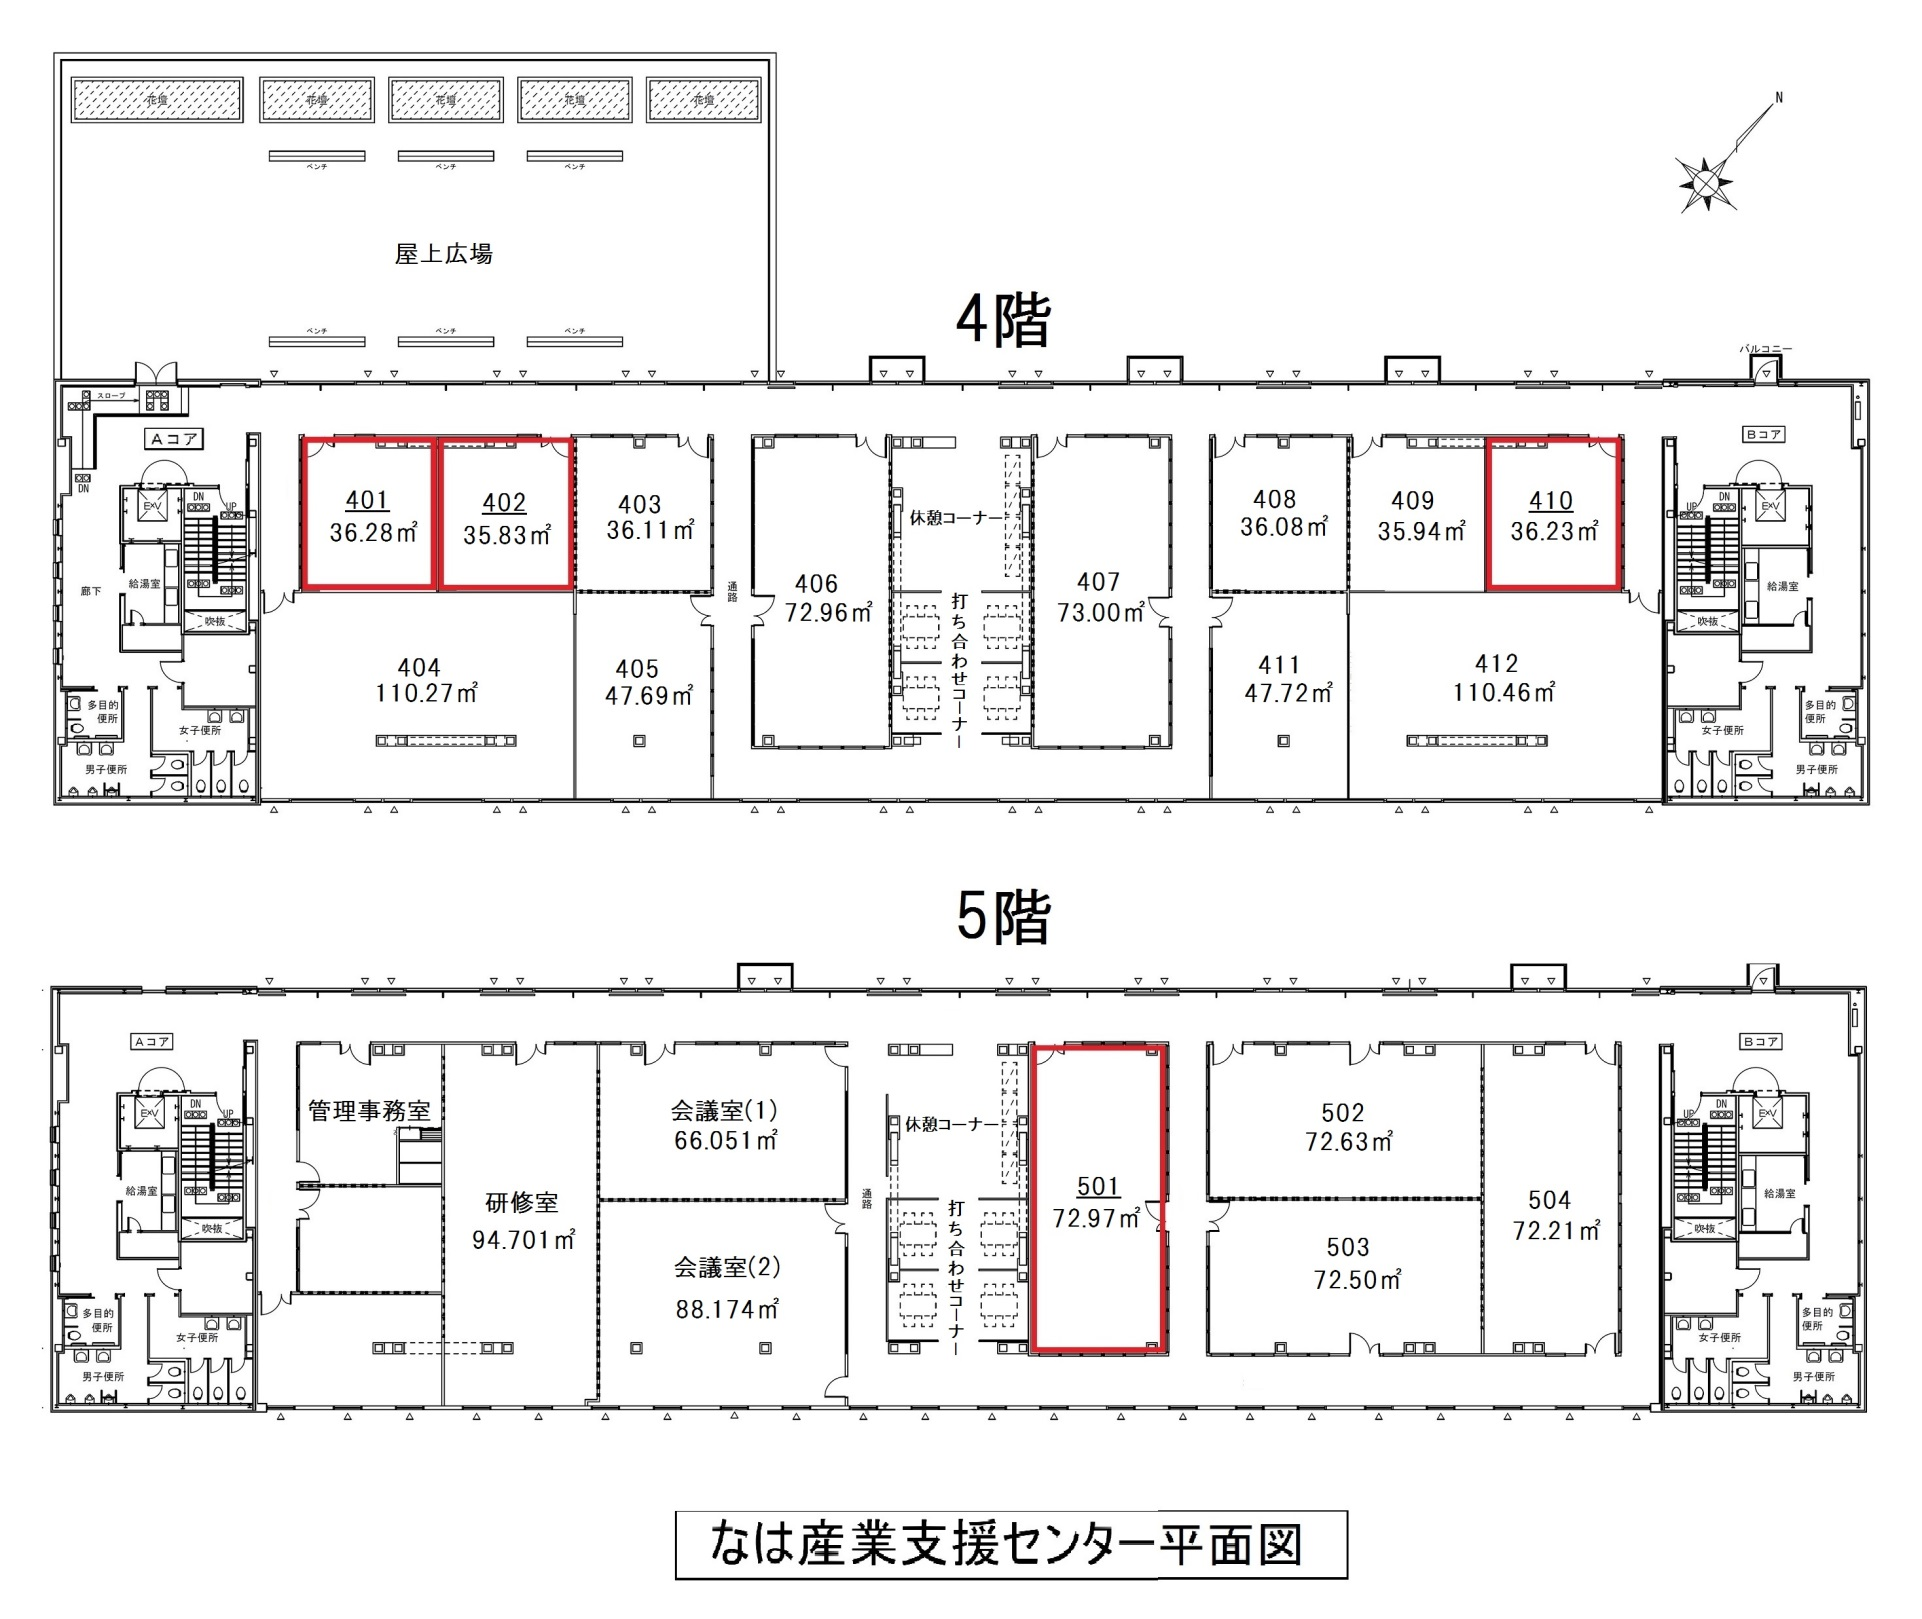 花壇
花壇
花壇
花壇
花壇
ベンチ
ベンチ
ベンチ
N
屋上広場
4階
ベンチ
ベンチ
ベンチ
バルコニー
スロープ
Aコア
Bコア
DN
DN
UP
EXV
401
36.28㎡
402
35.83㎡
403
36.11㎡
休憩コーナー
408
36.08㎡
409
35.94㎡
410
36.23㎡
UP
DN
EXV
廊下
給湯室
吹抜
通路
406
72.96㎡
打ち合わせコーナー
407
73.00㎡
給湯室
吹抜
404
110.27㎡
405
47.69㎡
411
47.72㎡
412
110.46㎡
多目的
便所
女子便所
男子便所
多目的
便所
女子便所
男子便所
5階
Aコア
Bコア
DN
UP
EXV
管理事務室
会議室(1)
66.051㎡
休憩コーナー
502
72.63㎡
UP
DN
EXV
給湯室
吹抜
研修室
94.701㎡
通路
打ち合わせコーナー
501
72.97㎡
504
72.21㎡
給湯室
吹抜
会議室(2)
88.174㎡
503
72.50㎡
多目的
便所
女子便所
男子便所
多目的
便所
女子便所
男子便所
なは産業支援センター平面図